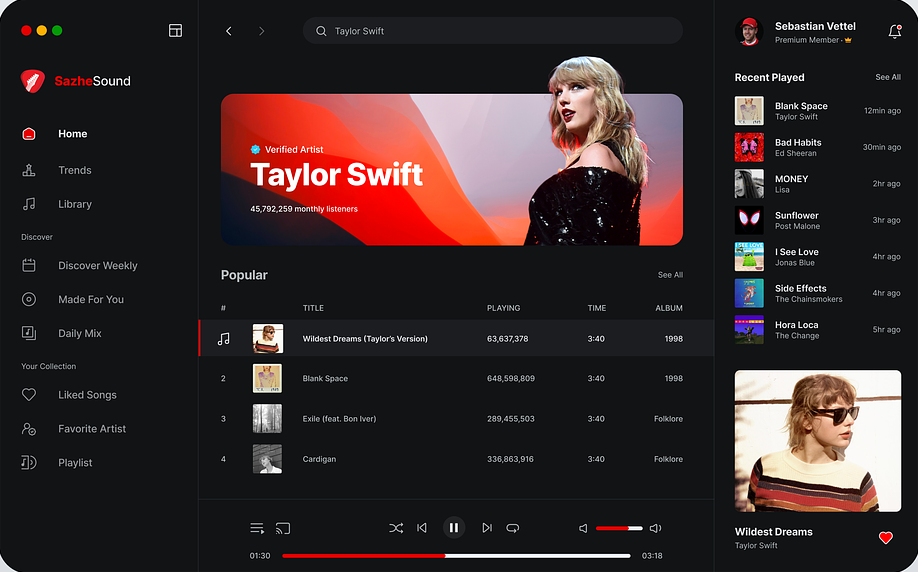 SazheSound
Home
Trends
Library
Discover
Discover Weekly
Made For You
Daily Mix
Your Collection
Liked Songs
Favorite Artist
Playlist
Taylor Swift
Verified Artist
Taylor Swift
45,792,259 monthly listeners
Popular
See All
# TITLE PLAYING TIME ALBUM
Wildest Dreams (Taylor's Version) 63,637,378 3:40 1998
2 Blank Space 648,598,809 3:40 1998
3 Exile (feat. Bon Iver) 289,455,503 3:40 Folklore
4 Cardigan 336,863,916 3:40 Folklore
01:30 03:18
Sebastian Vettel
Premium Member ·
Recent Played See All
Blank Space
Taylor Swift
12min ago
Bad Habits
Ed Sheeran
30min ago
MONEY
Lisa
2hr ago
Sunflower
Post Malone
3hr ago
I See Love
Jonas Blue
4hr ago
Side Effects
The Chainsmokers
4hr ago
Hora Loca
The Change
5hr ago
Wildest Dreams
Taylor Swift